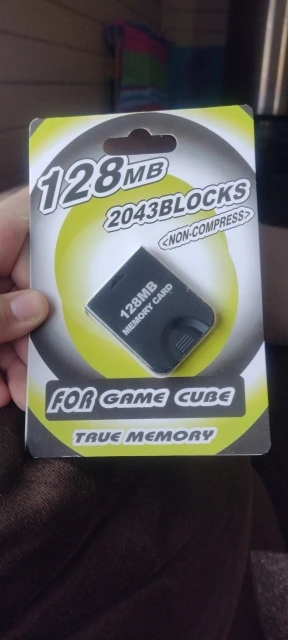 128MB
2043BLOCKS
<NON-COMPRESS>
128MB
MEMORY CARD
FOR GAME CUBE
TRUE MEMORY